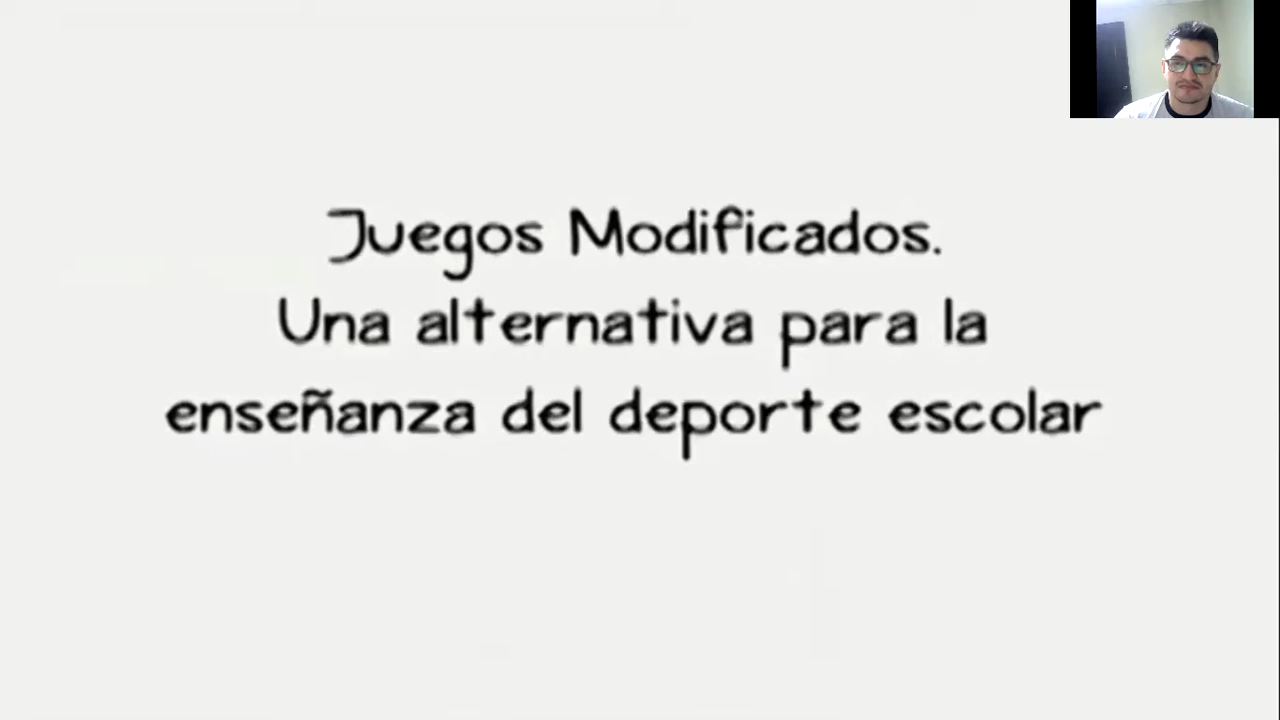 Juegos Modificados.
Una alternativa para la
enseñanza del deporte escolar